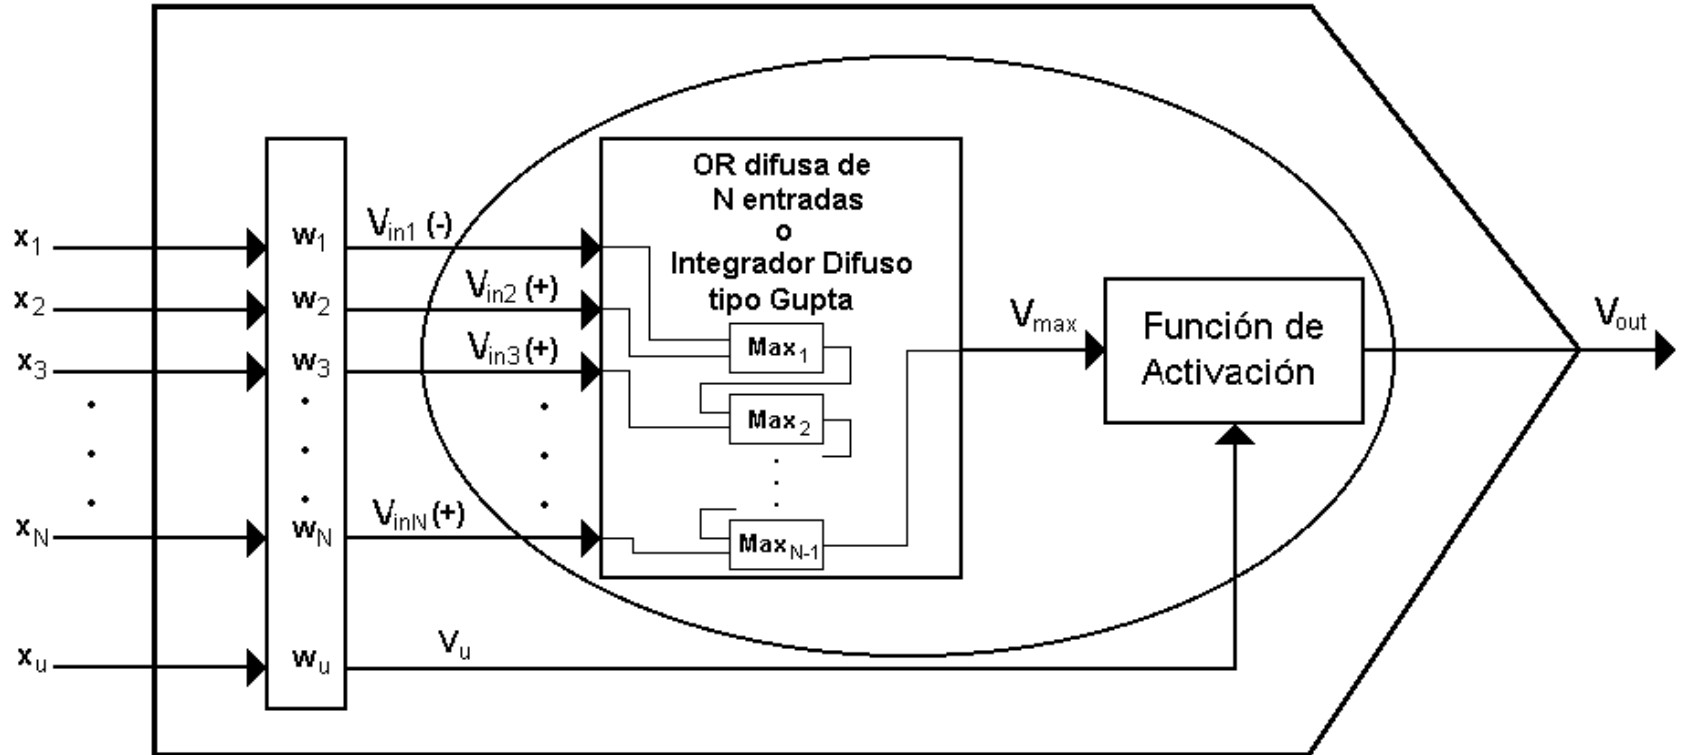 OR difusa de
N entradas
o
Integrador Difuso
tipo Gupta
x1
w1
Vin1 (-)
x2
w2
Vin2 (+)
x3
w3
Vin3 (+)
Max1
Max2
Vmax
Función de
Activación
Vout
xN
wN
VinN (+)
MaxN-1
xu
wu
Vu